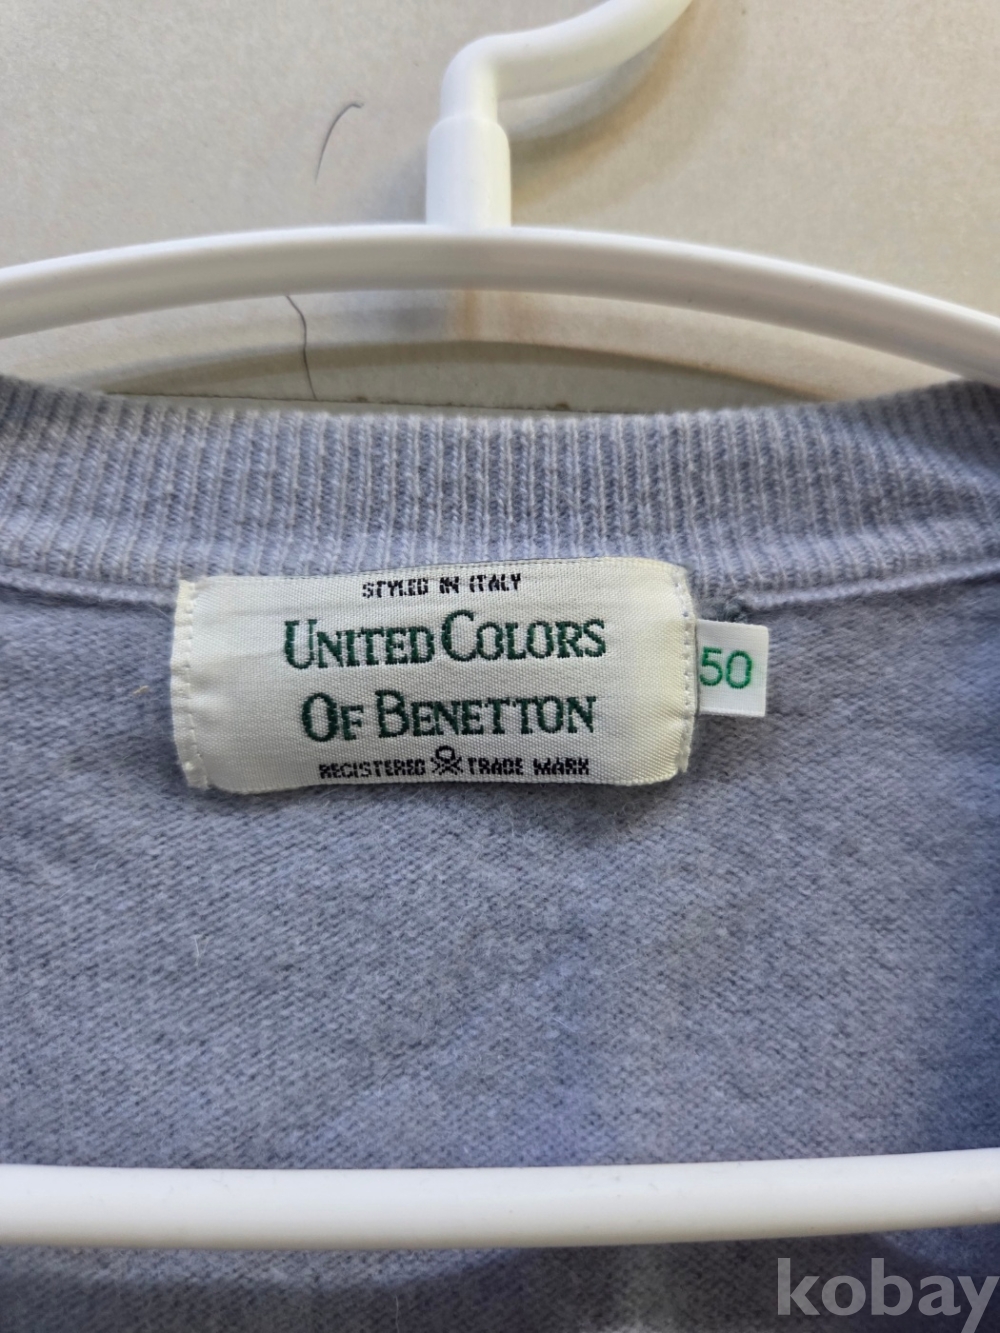 STYLED IN ITALY
UNITED COLORS
OF BENETTON
REGISTERED TRADE MARK
50
kobay